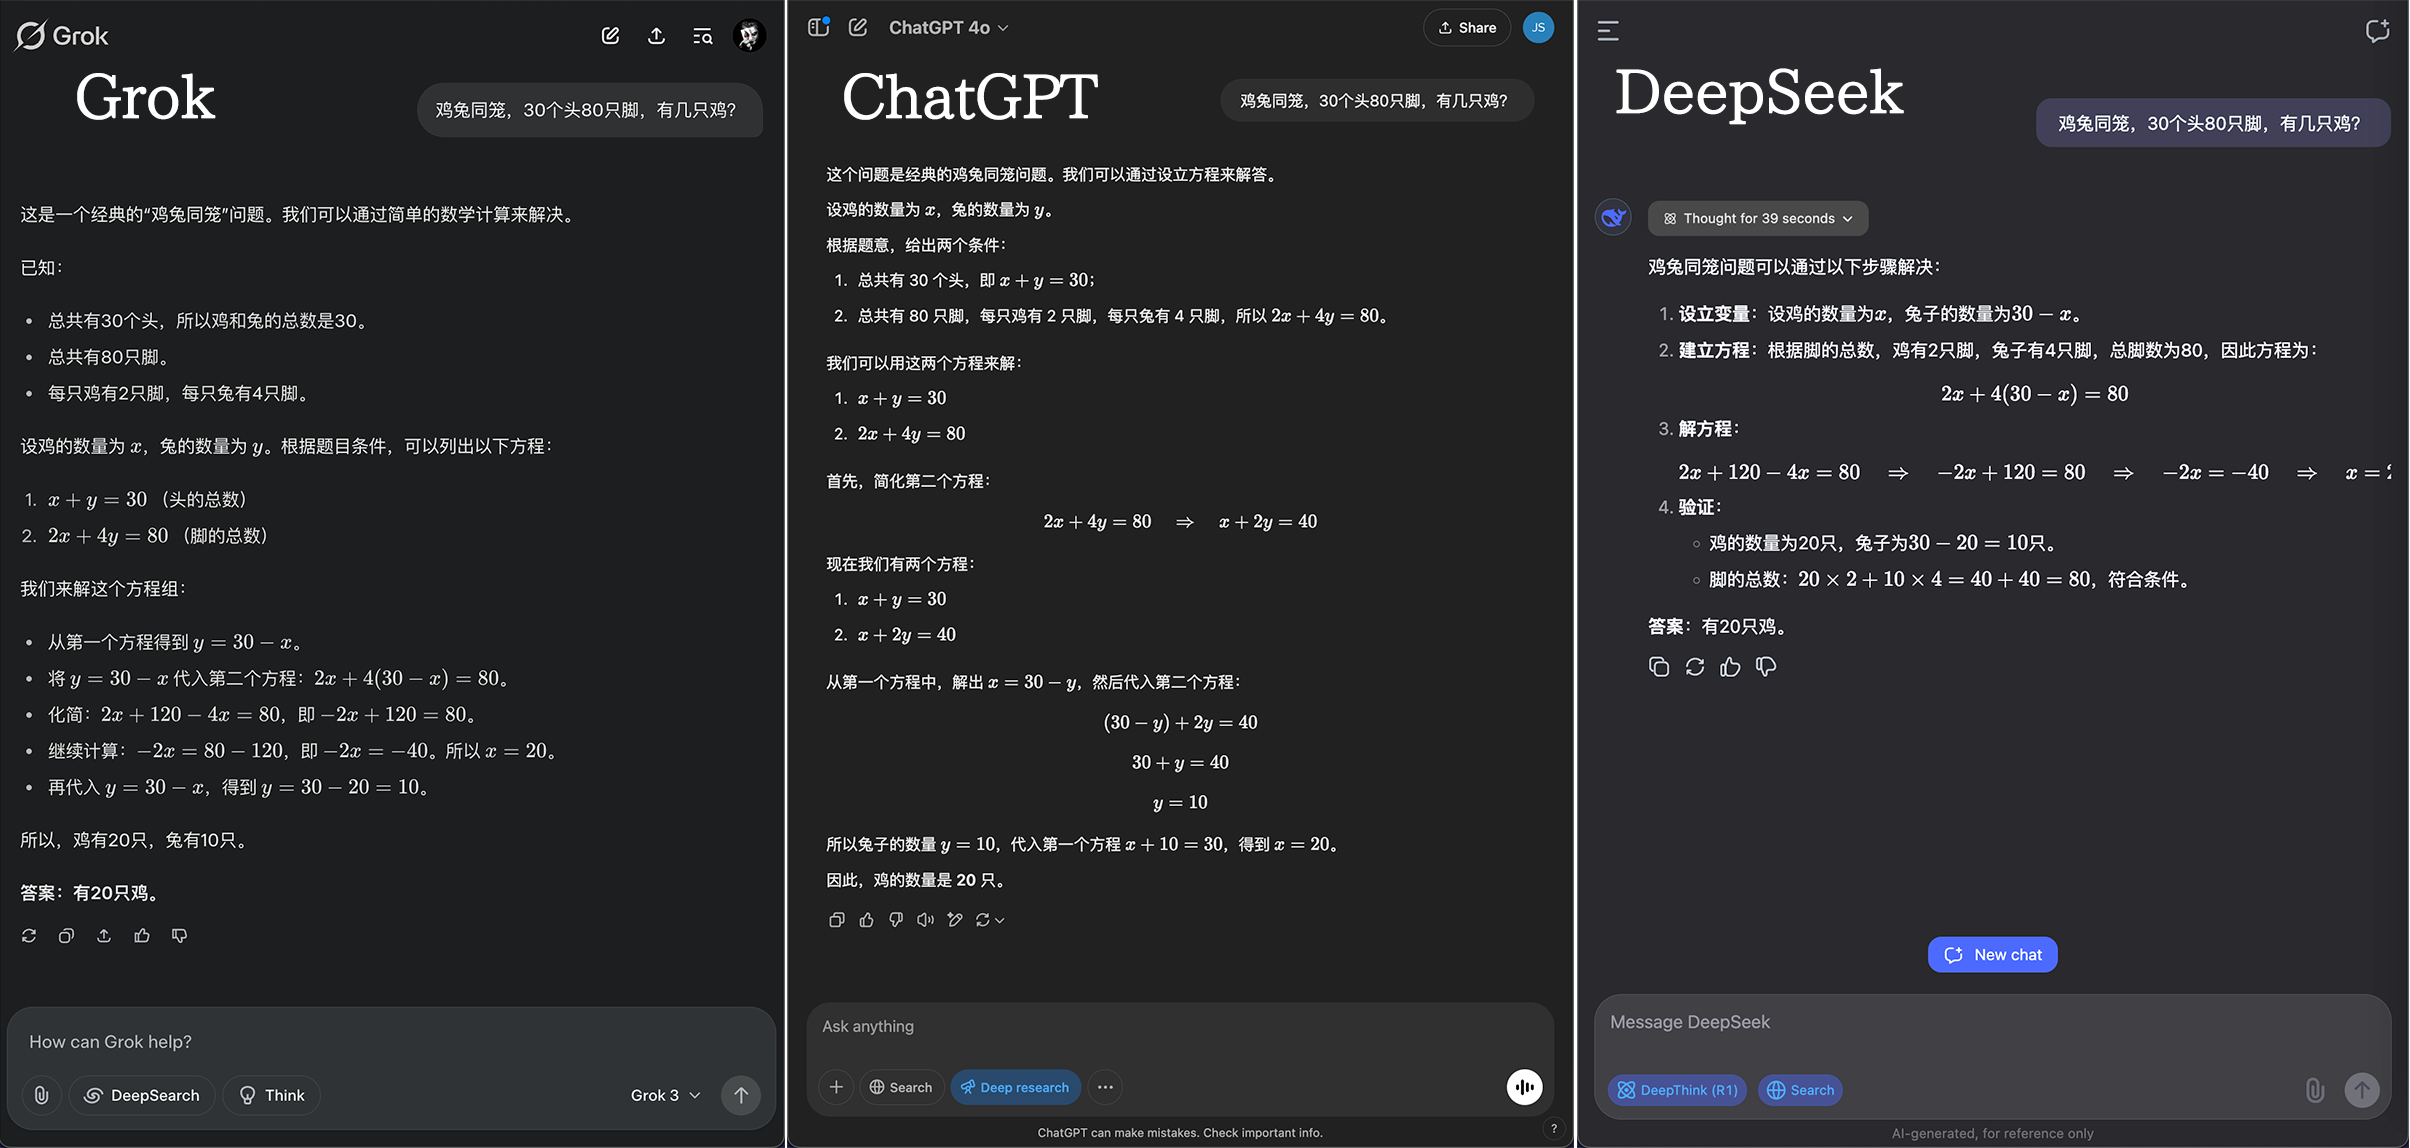 Grok
Grok
鸡兔同笼，30个头80只脚，有几只鸡？
这是一个经典的“鸡兔同笼”问题。我们可以通过简单的数学计算来解决。
已知：
• 总共有30个头，所以鸡和兔的总数是30。
• 总共有80只脚。
• 每只鸡有2只脚，每只兔有4只脚。
设鸡的数量为 x，兔的数量为 y。根据题目条件，可以列出以下方程：
1. x + y = 30 （头的总数）
2. 2x + 4y = 80 （脚的总数）
我们来解这个方程组：
• 从第一个方程得到 y = 30 − x。
• 将 y = 30 − x 代入第二个方程：2x + 4(30 − x) = 80。
• 化简：2x + 120 − 4x = 80，即 −2x + 120 = 80。
• 继续计算：−2x = 80 − 120，即 −2x = −40。所以 x = 20。
• 再代入 y = 30 − x，得到 y = 30 − 20 = 10。
所以，鸡有20只，兔有10只。
答案：有20只鸡。
How can Grok help?
DeepSearch
Think
Grok 3
ChatGPT 4o
Share
JS
ChatGPT
鸡兔同笼，30个头80只脚，有几只鸡？
这个问题是经典的鸡兔同笼问题。我们可以通过设立方程来解答。
设鸡的数量为 x，兔的数量为 y。
根据题意，给出两个条件：
1. 总共有 30 个头，即 x + y = 30；
2. 总共有 80 只脚，每只鸡有 2 只脚，每只兔有 4 只脚，所以 2x + 4y = 80。
我们可以用这两个方程来解：
1. x + y = 30
2. 2x + 4y = 80
首先，简化第二个方程：
2x + 4y = 80 ⇒ x + 2y = 40
现在我们有两个方程：
1. x + y = 30
2. x + 2y = 40
从第一个方程中，解出 x = 30 − y，然后代入第二个方程：
(30 − y) + 2y = 40
30 + y = 40
y = 10
所以兔子的数量 y = 10，代入第一个方程 x + 10 = 30，得到 x = 20。
因此，鸡的数量是 20 只。
Ask anything
Search
Deep research
ChatGPT can make mistakes. Check important info.
?
DeepSeek
鸡兔同笼，30个头80只脚，有几只鸡？
Thought for 39 seconds
鸡兔同笼问题可以通过以下步骤解决：
1. 设立变量：设鸡的数量为x，兔子的数量为30 − x。
2. 建立方程：根据脚的总数，鸡有2只脚，兔子有4只脚，总脚数为80，因此方程为：
2x + 4(30 − x) = 80
3. 解方程：
2x + 120 − 4x = 80 ⇒ −2x + 120 = 80 ⇒ −2x = −40 ⇒ x =
4. 验证：
◦ 鸡的数量为20只，兔子为30 − 20 = 10只。
◦ 脚的总数：20 × 2 + 10 × 4 = 40 + 40 = 80，符合条件。
答案：有20只鸡。
New chat
Message DeepSeek
DeepThink (R1)
Search
AI-generated, for reference only